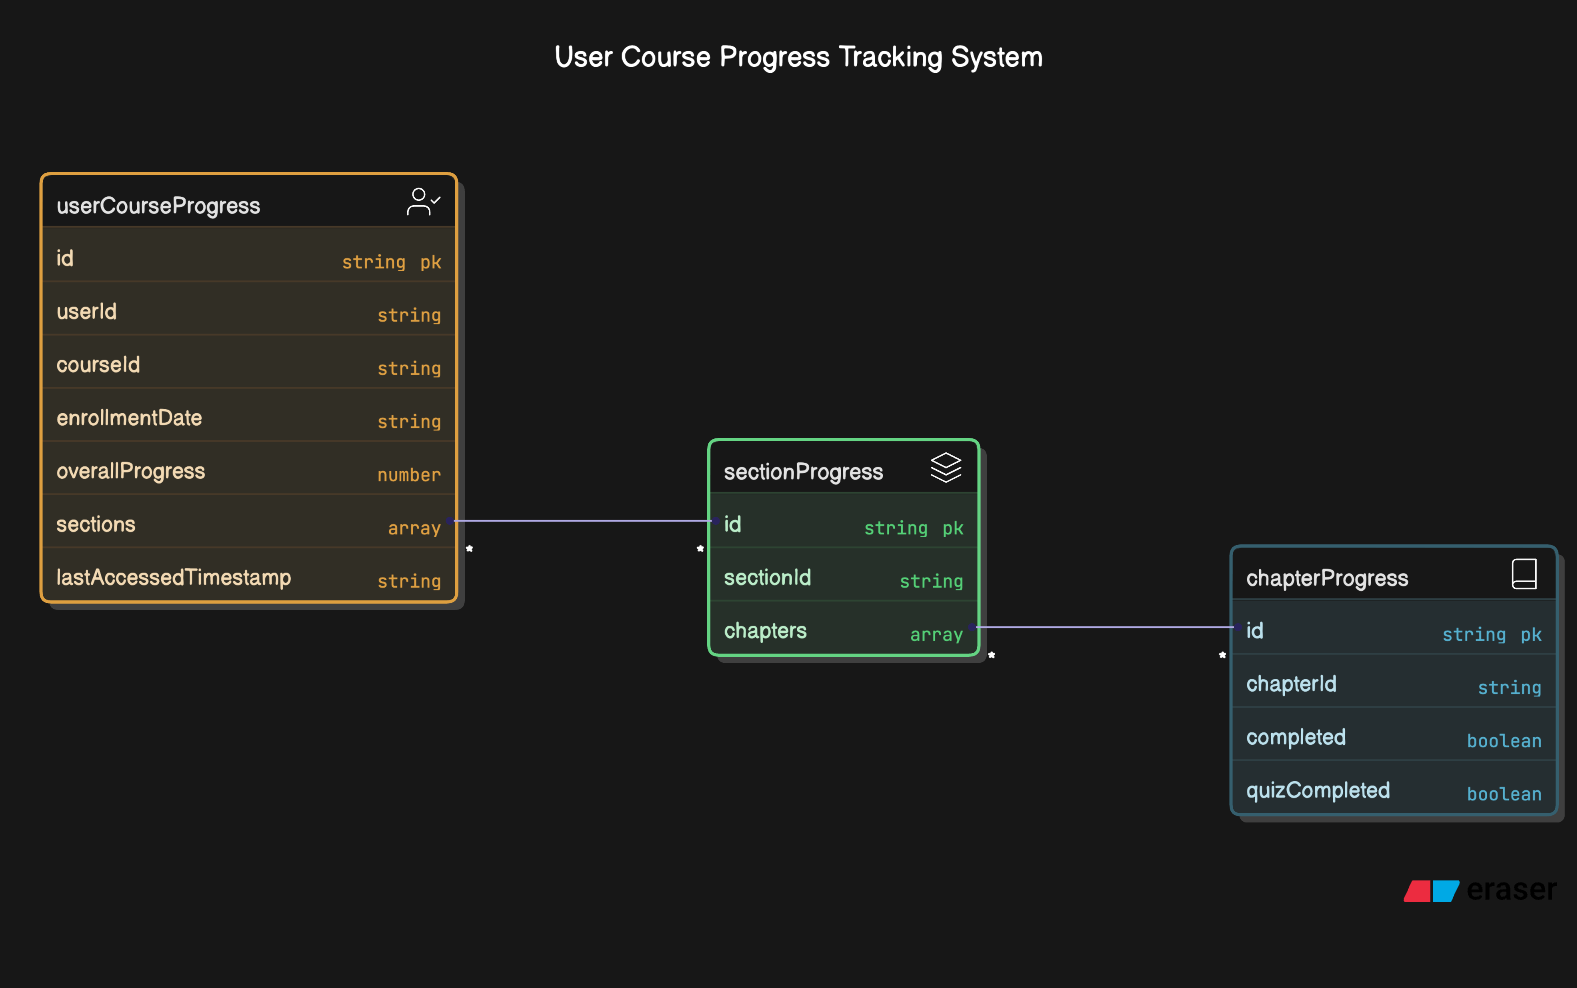 User Course Progress Tracking System
userCourseProgress
id string pk
userId string
courseId string
enrollmentDate string
overallProgress number
sections array
lastAccessedTimestamp string
* *
sectionProgress
id string pk
sectionId string
chapters array
* *
chapterProgress
id string pk
chapterId string
completed boolean
quizCompleted boolean
eraser